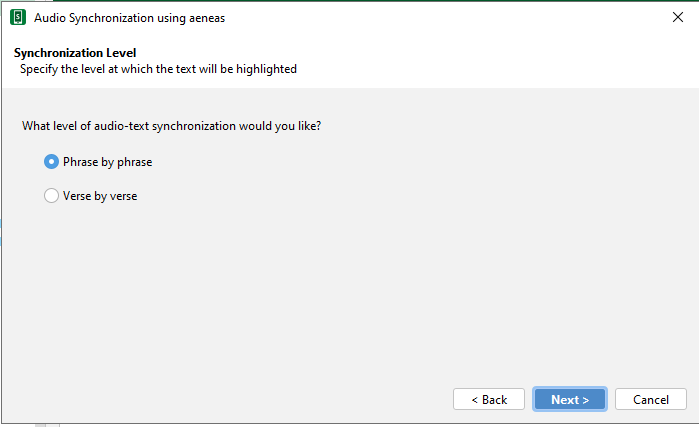 Audio Synchronization using aeneas
Synchronization Level
Specify the level at which the text will be highlighted
What level of audio-text synchronization would you like?
Phrase by phrase
Verse by verse
< Back Next > Cancel